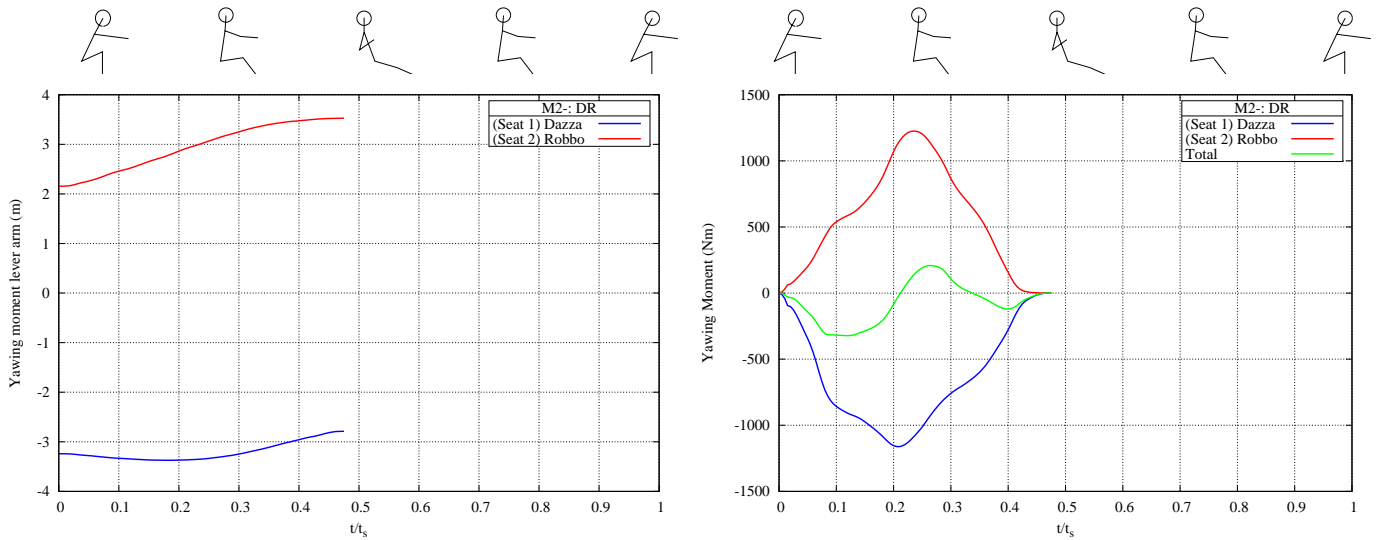 M2-: DR
(Seat 1) Dazza
(Seat 2) Robbo
Yawing moment lever arm (m)
4
3
2
1
0
-1
-2
-3
-4
0 0.1 0.2 0.3 0.4 0.5 0.6 0.7 0.8 0.9 1
t/ts
M2-: DR
(Seat 1) Dazza
(Seat 2) Robbo
Total
Yawing Moment (Nm)
1500
1000
500
0
-500
-1000
-1500
0 0.1 0.2 0.3 0.4 0.5 0.6 0.7 0.8 0.9 1
t/ts